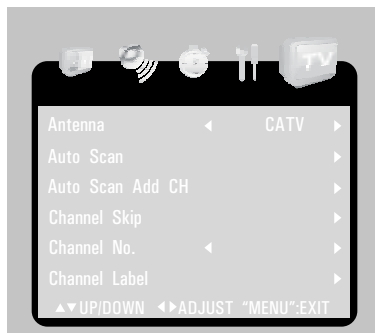 TV
Antenna ◀ CATV ▶
Auto Scan ▶
Auto Scan Add CH ▶
Channel Skip ▶
Channel No. ◀ ▶
Channel Label ▶
▲▼UP/DOWN ◀▶ADJUST "MENU":EXIT